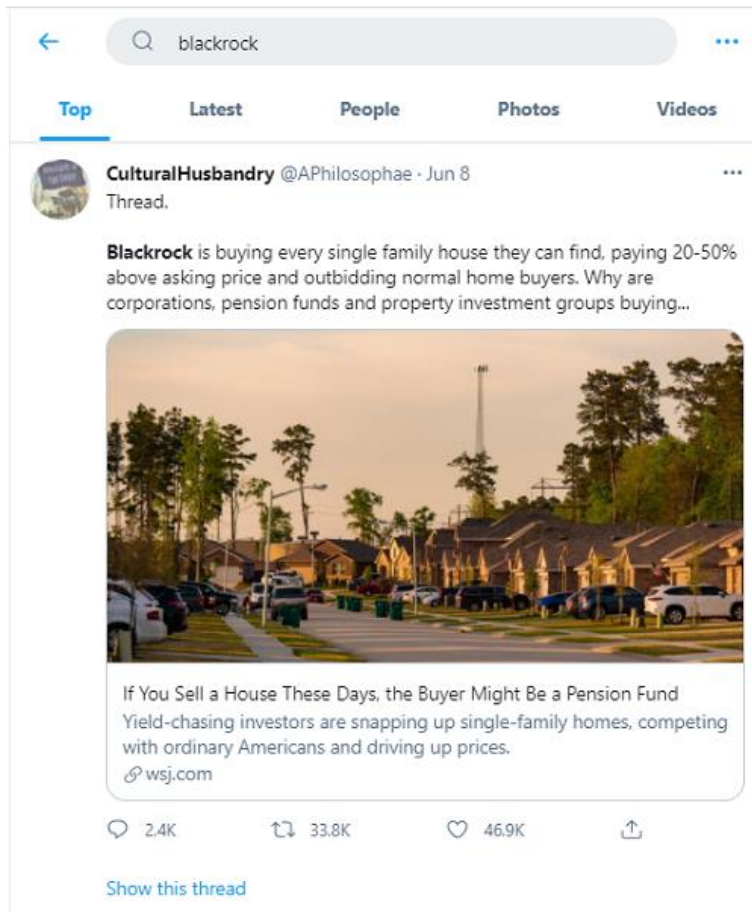 blackrock
Top Latest People Photos Videos
CulturalHusbandry @APhilosophae · Jun 8
Thread.
Blackrock is buying every single family house they can find, paying 20-50%
above asking price and outbidding normal home buyers. Why are
corporations, pension funds and property investment groups buying...
If You Sell a House These Days, the Buyer Might Be a Pension Fund
Yield-chasing investors are snapping up single-family homes, competing
with ordinary Americans and driving up prices.
wsj.com
2.4K 33.8K 46.9K
Show this thread